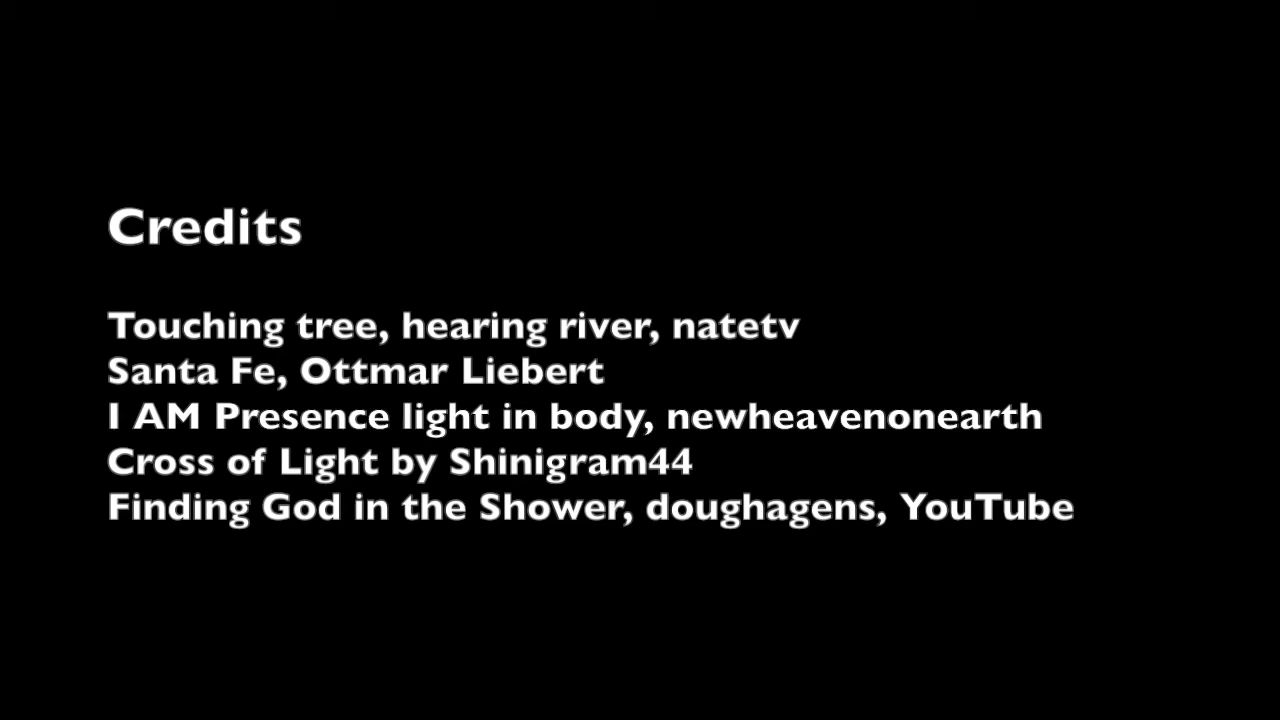 Credits
Touching tree, hearing river, natetv
Santa Fe, Ottmar Liebert
I AM Presence light in body, newheavenonearth
Cross of Light by Shinigram44
Finding God in the Shower, doughagens, YouTube